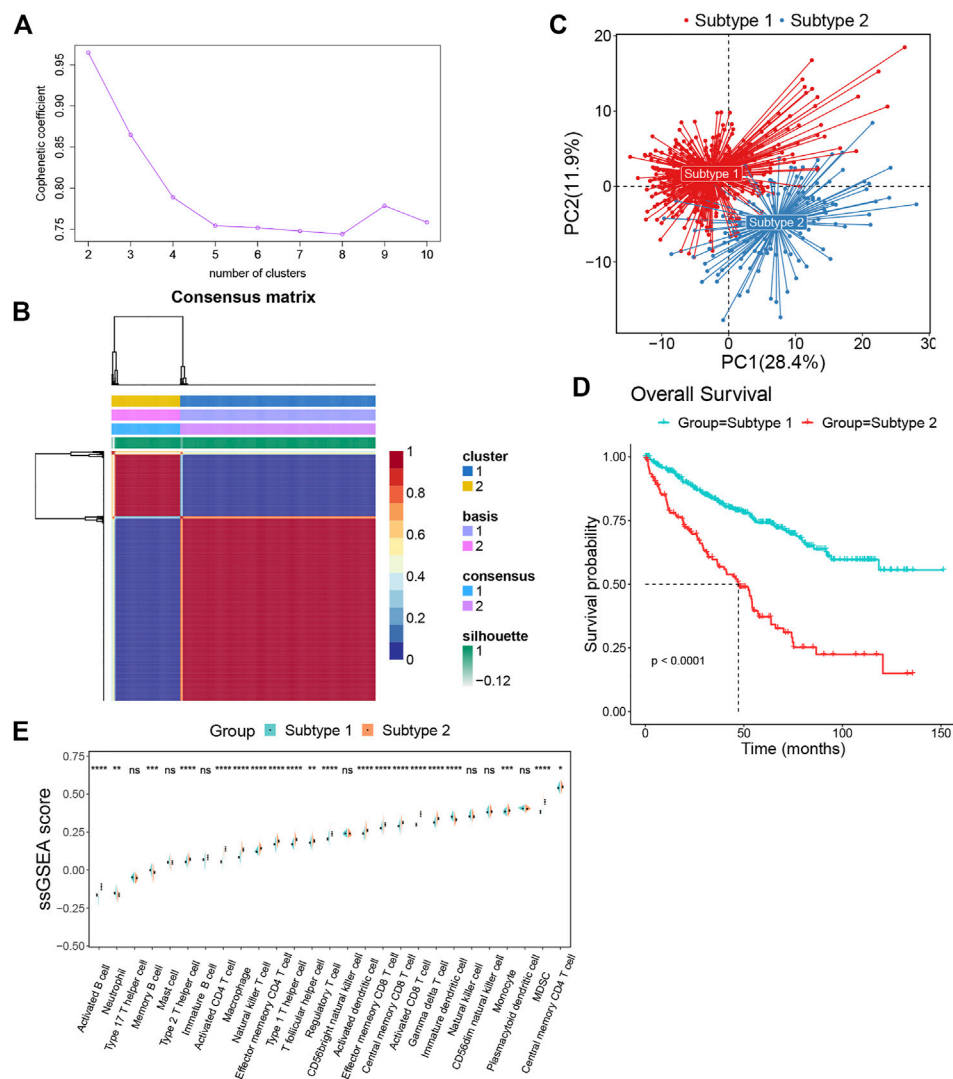 A
0.95
0.90
0.85
0.80
0.75
Cophenetic coefficient
2 3 4 5 6 7 8 9 10
number of clusters
B
Consensus matrix
1
0.8
0.6
0.4
0.2
0
cluster
1
2
basis
1
2
consensus
1
2
silhouette
1
−0.12
C
Subtype 1 Subtype 2
20
10
0
−10
PC2(11.9%)
Subtype 1
Subtype 2
−10 0 10 20 30
PC1(28.4%)
D
Overall Survival
Group=Subtype 1 Group=Subtype 2
1.00
0.75
0.50
0.25
0.00
Survival probability
p < 0.0001
0 50 100 150
Time (months)
E
Group Subtype 1 Subtype 2
0.75
0.50
0.25
0.00
−0.25
−0.50
ssGSEA score
**** ** ns *** ns **** ns **** **** **** **** **** ** **** ns **** **** **** **** **** **** ns ns *** ns **** *
Activated B cell
Neutrophil
Type 17 T helper cell
Memory B cell
Mast cell
Type 2 T helper cell
Immature B cell
Activated CD4 T cell
Macrophage
Natural killer T cell
Effector memeory CD4 T cell
Type 1 T helper cell
T follicular helper cell
Regulatory T cell
CD56bright natural killer cell
Activated dendritic cell
Effector memeory CD8 T cell
Central memory CD8 T cell
Activated CD8 T cell
Gamma delta T cell
Immature dendritic cell
Natural killer cell
CD56dim natural killer cell
Monocyte
Plasmacytoid dendritic cell
MDSC
Central memory CD4 T cell